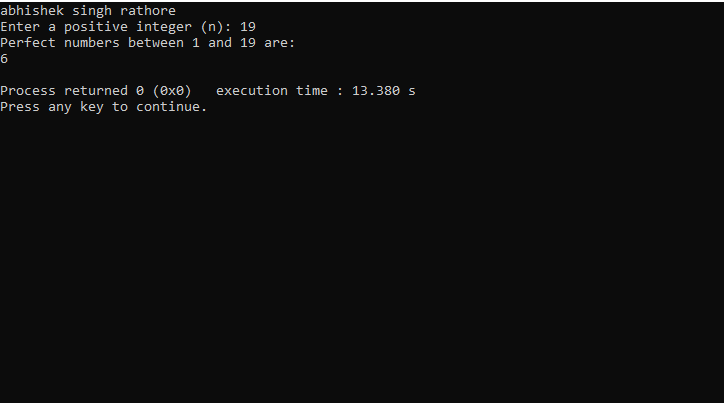 abhishek singh rathore
Enter a positive integer (n): 19
Perfect numbers between 1 and 19 are:
6
Process returned 0 (0x0)   execution time : 13.380 s
Press any key to continue.